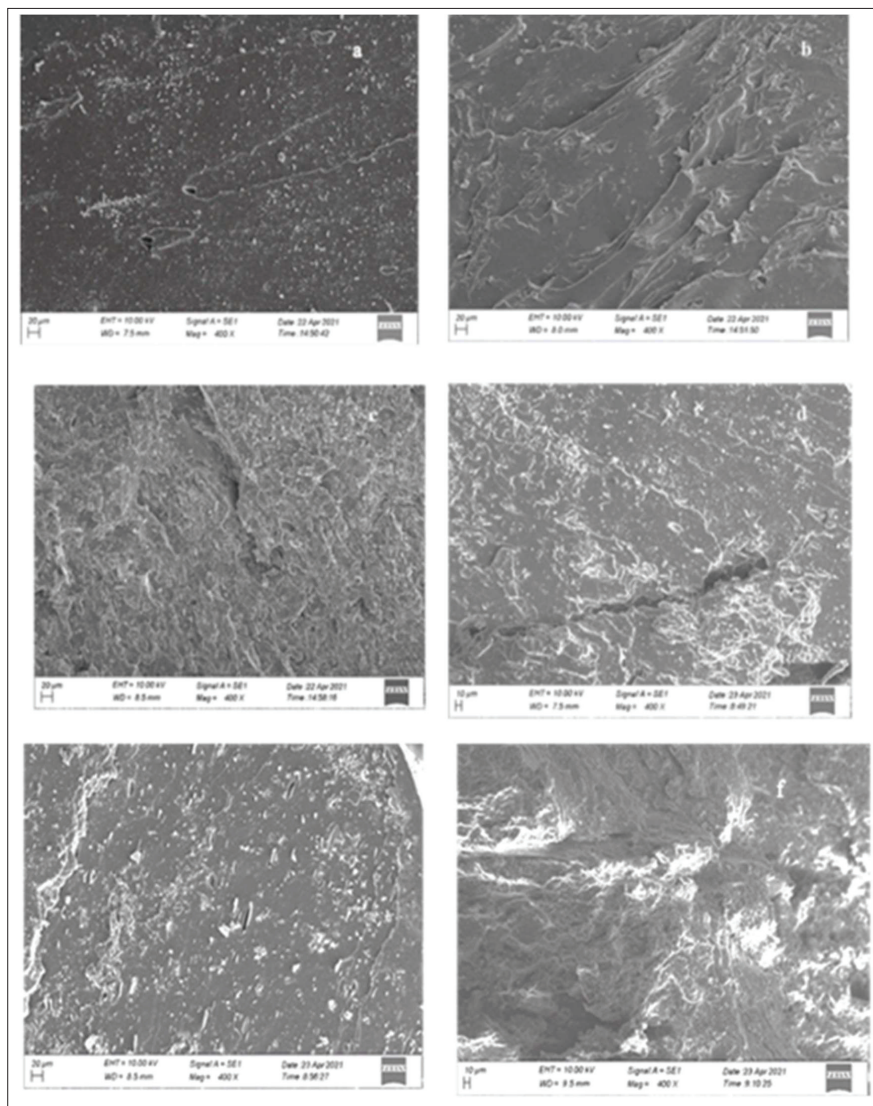 a
20 µm EHT = 10.00 kV Signal A = SE1 Date: 22 Apr 2021 ZEISS
WD = 7.5 mm Mag = 400 X Time: 14:50:42
b
20 µm EHT = 10.00 kV Signal A = SE1 Date: 22 Apr 2021 ZEISS
WD = 8.0 mm Mag = 400 X Time: 14:51:50
c
20 µm EHT = 10.00 kV Signal A = SE1 Date: 22 Apr 2021 ZEISS
WD = 8.5 mm Mag = 400 X Time: 14:58:16
d
10 µm EHT = 10.00 kV Signal A = SE1 Date: 23 Apr 2021 ZEISS
WD = 7.5 mm Mag = 400 X Time: 8:49:21
20 µm EHT = 10.00 kV Signal A = SE1 Date: 23 Apr 2021 ZEISS
WD = 8.5 mm Mag = 400 X Time: 8:56:27
f
10 µm EHT = 10.00 kV Signal A = SE1 Date: 23 Apr 2021 ZEISS
WD = 9.5 mm Mag = 400 X Time: 9:10:25